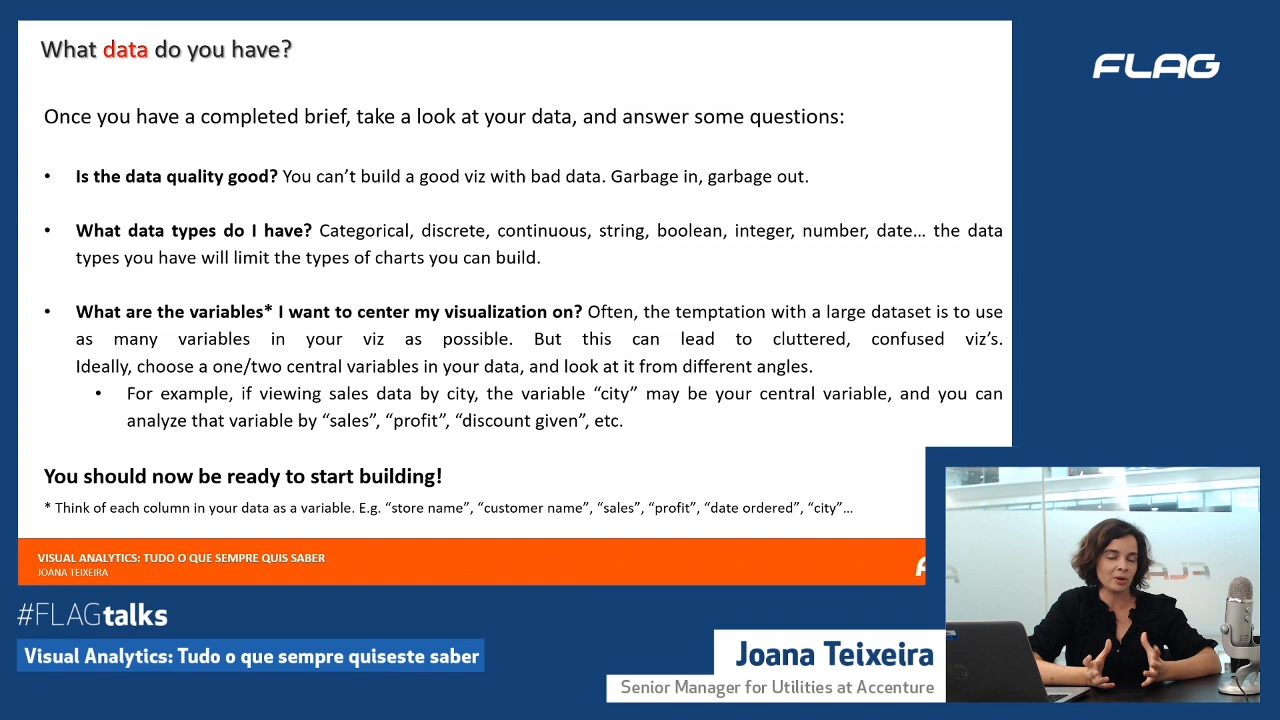 What data do you have?
FLAG
Once you have a completed brief, take a look at your data, and answer some questions:
• Is the data quality good? You can’t build a good viz with bad data. Garbage in, garbage out.
• What data types do I have? Categorical, discrete, continuous, string, boolean, integer, number, date… the data
types you have will limit the types of charts you can build.
• What are the variables* I want to center my visualization on? Often, the temptation with a large dataset is to use
as many variables in your viz as possible. But this can lead to cluttered, confused viz’s.
Ideally, choose a one/two central variables in your data, and look at it from different angles.
• For example, if viewing sales data by city, the variable “city” may be your central variable, and you can
analyze that variable by “sales”, “profit”, “discount given”, etc.
You should now be ready to start building!
* Think of each column in your data as a variable. E.g. “store name”, “customer name”, “sales”, “profit”, “date ordered”, “city”…
VISUAL ANALYTICS: TUDO O QUE SEMPRE QUIS SABER
JOANA TEIXEIRA
#FLAGtalks
Visual Analytics: Tudo o que sempre quiseste saber
Joana Teixeira
Senior Manager for Utilities at Accenture